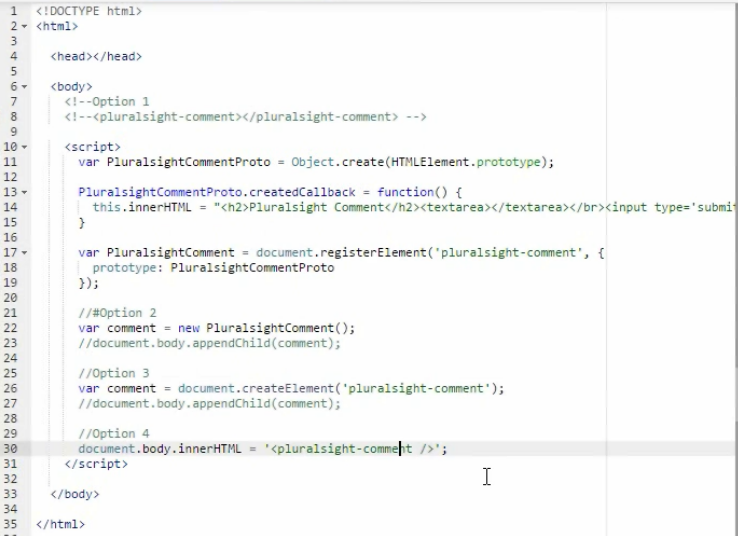 1 <!DOCTYPE html>
2 <html>
3
4 <head></head>
5
6 <body>
7 <!--Option 1
8 <!--<pluralsight-comment></pluralsight-comment> -->
9
10 <script>
11 var PluralsightCommentProto = Object.create(HTMLElement.prototype);
12
13 PluralsightCommentProto.createdCallback = function() {
14 this.innerHTML = "<h2>Pluralsight Comment</h2><textarea></textarea></br><input type='submit
15 }
16
17 var PluralsightComment = document.registerElement('pluralsight-comment', {
18 prototype: PluralsightCommentProto
19 });
20
21 //#Option 2
22 var comment = new PluralsightComment();
23 //document.body.appendChild(comment);
24
25 //Option 3
26 var comment = document.createElement('pluralsight-comment');
27 //document.body.appendChild(comment);
28
29 //Option 4
30 document.body.innerHTML = '<pluralsight-comment />';
31 </script>
32
33 </body>
34
35 </html>